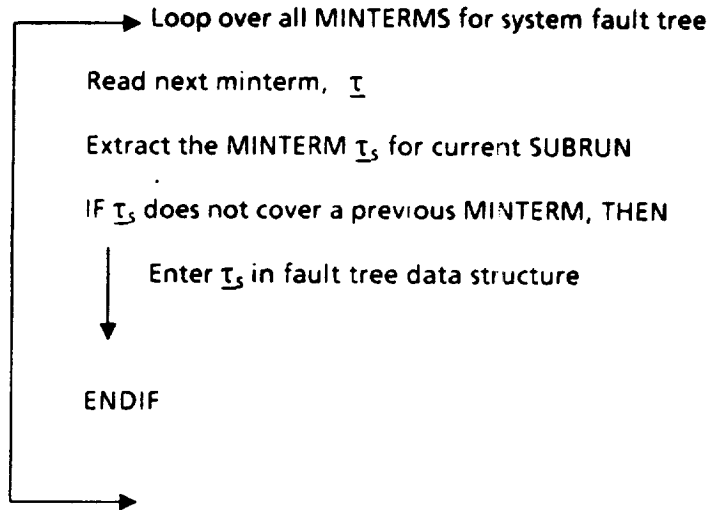 Loop over all MINTERMS for system fault tree
Read next minterm, τ
Extract the MINTERM τs for current SUBRUN
IF τs does not cover a previous MINTERM, THEN
Enter τs in fault tree data structure
ENDIF